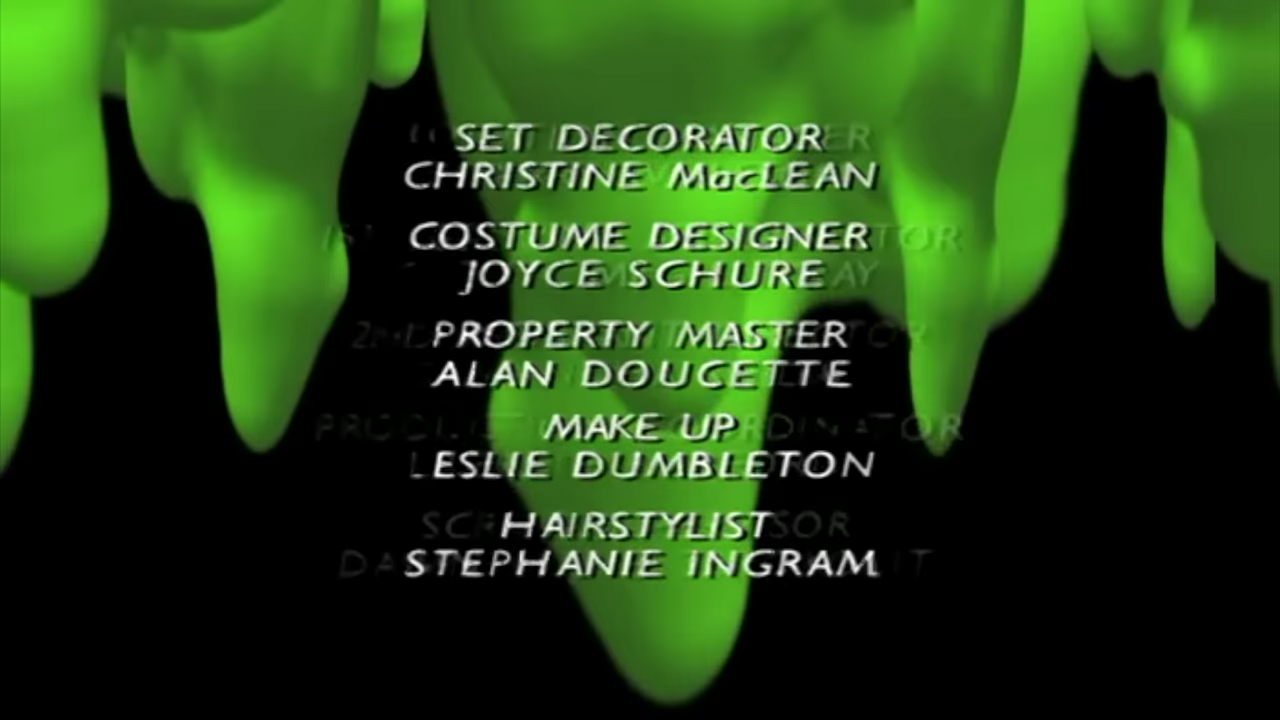 SET DECORATOR
CHRISTINE MacLEAN
COSTUME DESIGNER
JOYCE SCHURE
PROPERTY MASTER
ALAN DOUCETTE
MAKE UP
LESLIE DUMBLETON
HAIRSTYLIST
STEPHANIE INGRAM